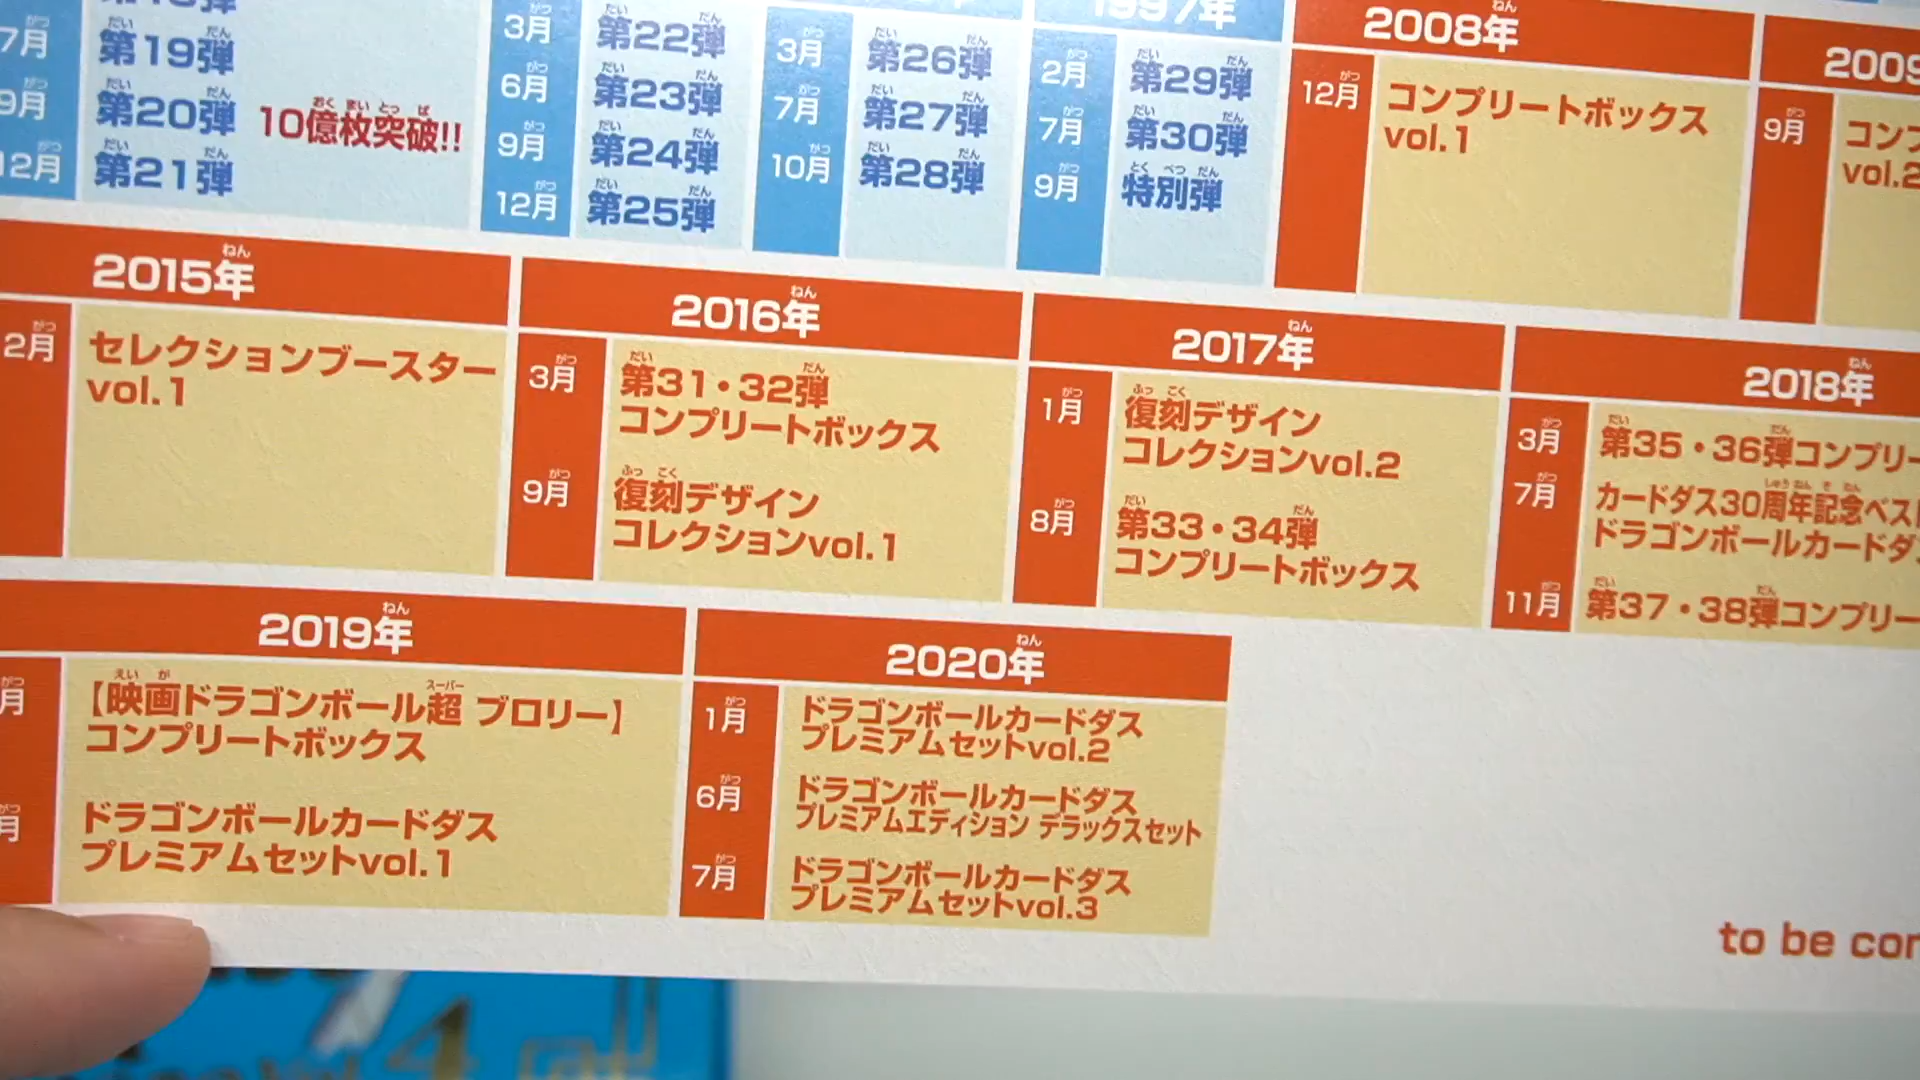 7月 第19弾
9月 第20弾
12月 第21弾
10億枚突破!!
3月 第22弾
6月 第23弾
9月 第24弾
12月 第25弾
3月 第26弾
7月 第27弾
10月 第28弾
1997年
2月 第29弾
7月 第30弾
9月 特別弾
2008年
12月 コンプリートボックス
vol.1
2009
9月 コンプ
vol.2
2015年
2月 セレクションブースター
vol.1
2016年
3月 第31・32弾
コンプリートボックス
9月 復刻デザイン
コレクションvol.1
2017年
1月 復刻デザイン
コレクションvol.2
8月 第33・34弾
コンプリートボックス
2018年
3月 第35・36弾コンプリー
7月 カードダス30周年記念ベス
ドラゴンボールカードダ
11月 第37・38弾コンプリー
2019年
月 【映画ドラゴンボール超 ブロリー】
コンプリートボックス
月 ドラゴンボールカードダス
プレミアムセットvol.1
2020年
1月 ドラゴンボールカードダス
プレミアムセットvol.2
6月 ドラゴンボールカードダス
プレミアムエディション デラックスセット
7月 ドラゴンボールカードダス
プレミアムセットvol.3
to be con